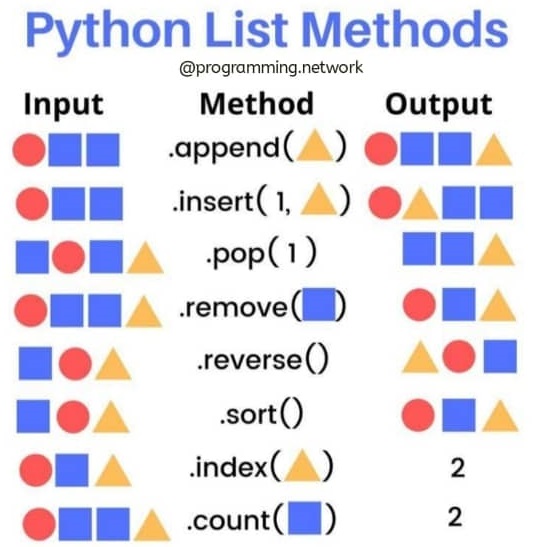 Python List Methods
@programming.network
Input Method Output
.append( )
.insert( 1, )
.pop( 1 )
.remove( )
.reverse()
.sort()
.index( ) 2
.count( ) 2